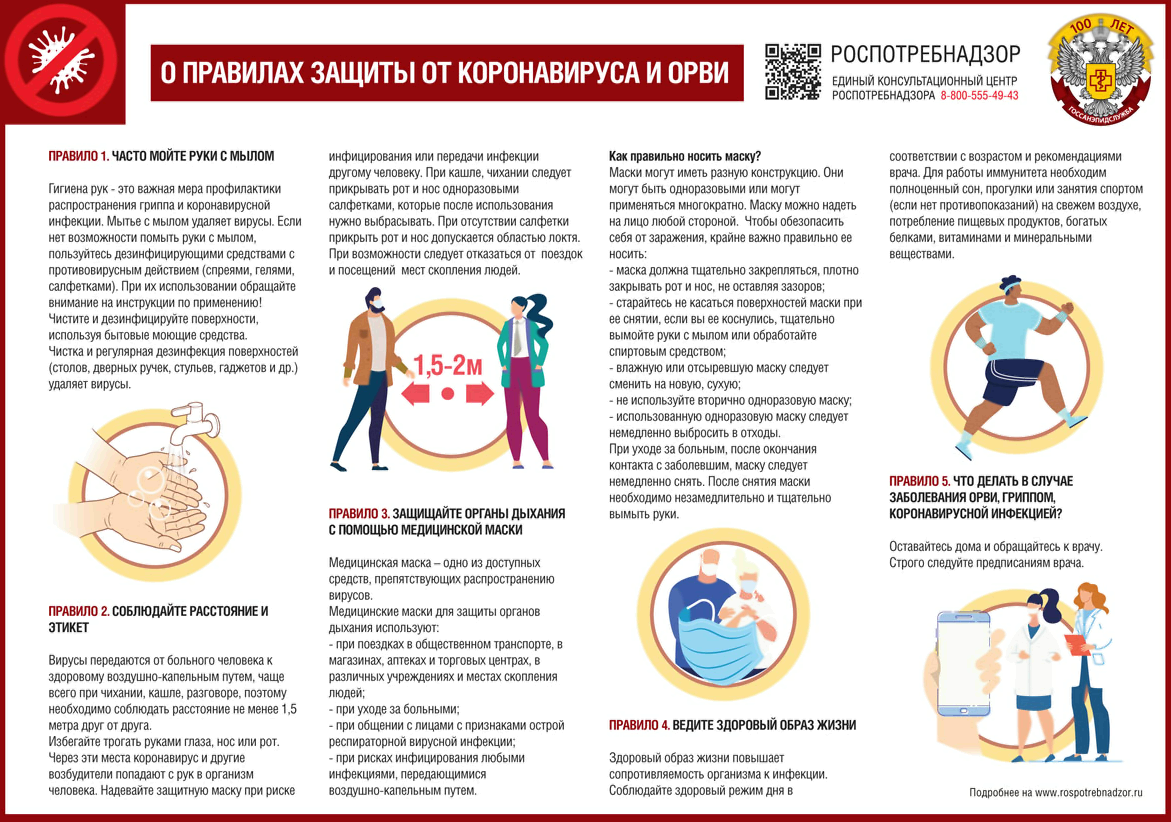 О ПРАВИЛАХ ЗАЩИТЫ ОТ КОРОНАВИРУСА И ОРВИ
РОСПОТРЕБНАДЗОР
ЕДИНЫЙ КОНСУЛЬТАЦИОННЫЙ ЦЕНТР
РОСПОТРЕБНАДЗОРА 8-800-555-49-43
100 ЛЕТ
ГОССАНЭПИДСЛУЖБА
ПРАВИЛО 1. ЧАСТО МОЙТЕ РУКИ С МЫЛОМ
Гигиена рук - это важная мера профилактики
распространения гриппа и коронавирусной
инфекции. Мытье с мылом удаляет вирусы. Если
нет возможности помыть руки с мылом,
пользуйтесь дезинфицирующими средствами с
противовирусным действием (спреями, гелями,
салфетками). При их использовании обращайте
внимание на инструкции по применению!
Чистите и дезинфицируйте поверхности,
используя бытовые моющие средства.
Чистка и регулярная дезинфекция поверхностей
(столов, дверных ручек, стульев, гаджетов и др.)
удаляет вирусы.
ПРАВИЛО 2. СОБЛЮДАЙТЕ РАССТОЯНИЕ И
ЭТИКЕТ
Вирусы передаются от больного человека к
здоровому воздушно-капельным путем, чаще
всего при чихании, кашле, разговоре, поэтому
необходимо соблюдать расстояние не менее 1,5
метра друг от друга.
Избегайте трогать руками глаза, нос или рот.
Через эти места коронавирус и другие
возбудители попадают с рук в организм
человека. Надевайте защитную маску при риске
инфицирования или передачи инфекции
другому человеку. При кашле, чихании следует
прикрывать рот и нос одноразовыми
салфетками, которые после использования
нужно выбрасывать. При отсутствии салфетки
прикрыть рот и нос допускается областью локтя.
При возможности следует отказаться от поездок
и посещений мест скопления людей.
1,5-2м
ПРАВИЛО 3. ЗАЩИЩАЙТЕ ОРГАНЫ ДЫХАНИЯ
С ПОМОЩЬЮ МЕДИЦИНСКОЙ МАСКИ
Медицинская маска – одно из доступных
средств, препятствующих распространению
вирусов.
Медицинские маски для защиты органов
дыхания используют:
- при поездках в общественном транспорте, в
магазинах, аптеках и торговых центрах, в
различных учреждениях и местах скопления
людей;
- при уходе за больными;
- при общении с лицами с признаками острой
респираторной вирусной инфекции;
- при рисках инфицирования любыми
инфекциями, передающимися
воздушно-капельным путем.
Как правильно носить маску?
Маски могут иметь разную конструкцию. Они
могут быть одноразовыми или могут
применяться многократно. Маску можно надеть
на лицо любой стороной. Чтобы обезопасить
себя от заражения, крайне важно правильно ее
носить:
- маска должна тщательно закрепляться, плотно
закрывать рот и нос, не оставляя зазоров;
- старайтесь не касаться поверхностей маски при
ее снятии, если вы ее коснулись, тщательно
вымойте руки с мылом или обработайте
спиртовым средством;
- влажную или отсыревшую маску следует
сменить на новую, сухую;
- не используйте вторично одноразовую маску;
- использованную одноразовую маску следует
немедленно выбросить в отходы.
При уходе за больным, после окончания
контакта с заболевшим, маску следует
немедленно снять. После снятия маски
необходимо незамедлительно и тщательно
вымыть руки.
ПРАВИЛО 4. ВЕДИТЕ ЗДОРОВЫЙ ОБРАЗ ЖИЗНИ
Здоровый образ жизни повышает
сопротивляемость организма к инфекции.
Соблюдайте здоровый режим дня в
соответствии с возрастом и рекомендациями
врача. Для работы иммунитета необходим
полноценный сон, прогулки или занятия спортом
(если нет противопоказаний) на свежем воздухе,
потребление пищевых продуктов, богатых
белками, витаминами и минеральными
веществами.
ПРАВИЛО 5. ЧТО ДЕЛАТЬ В СЛУЧАЕ
ЗАБОЛЕВАНИЯ ОРВИ, ГРИППОМ,
КОРОНАВИРУСНОЙ ИНФЕКЦИЕЙ?
Оставайтесь дома и обращайтесь к врачу.
Строго следуйте предписаниям врача.
Подробнее на www.rospotrebnadzor.ru